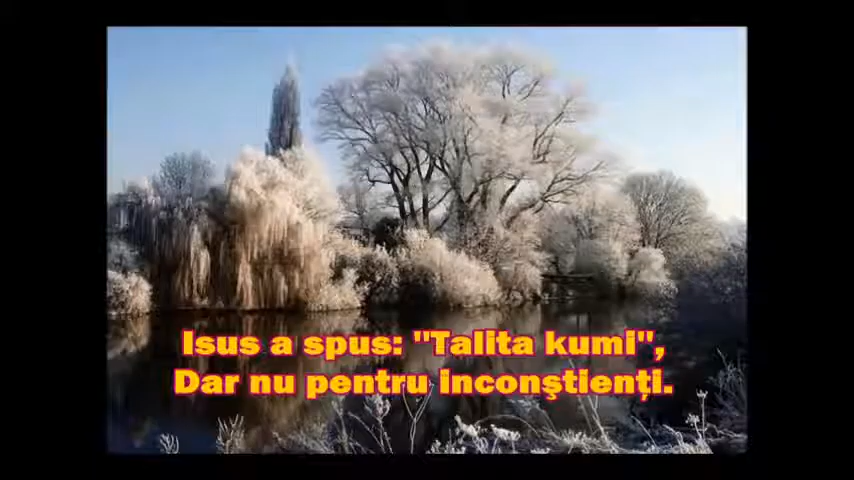 Isus a spus: "Talita kumi",
Dar nu pentru inconştienţi.